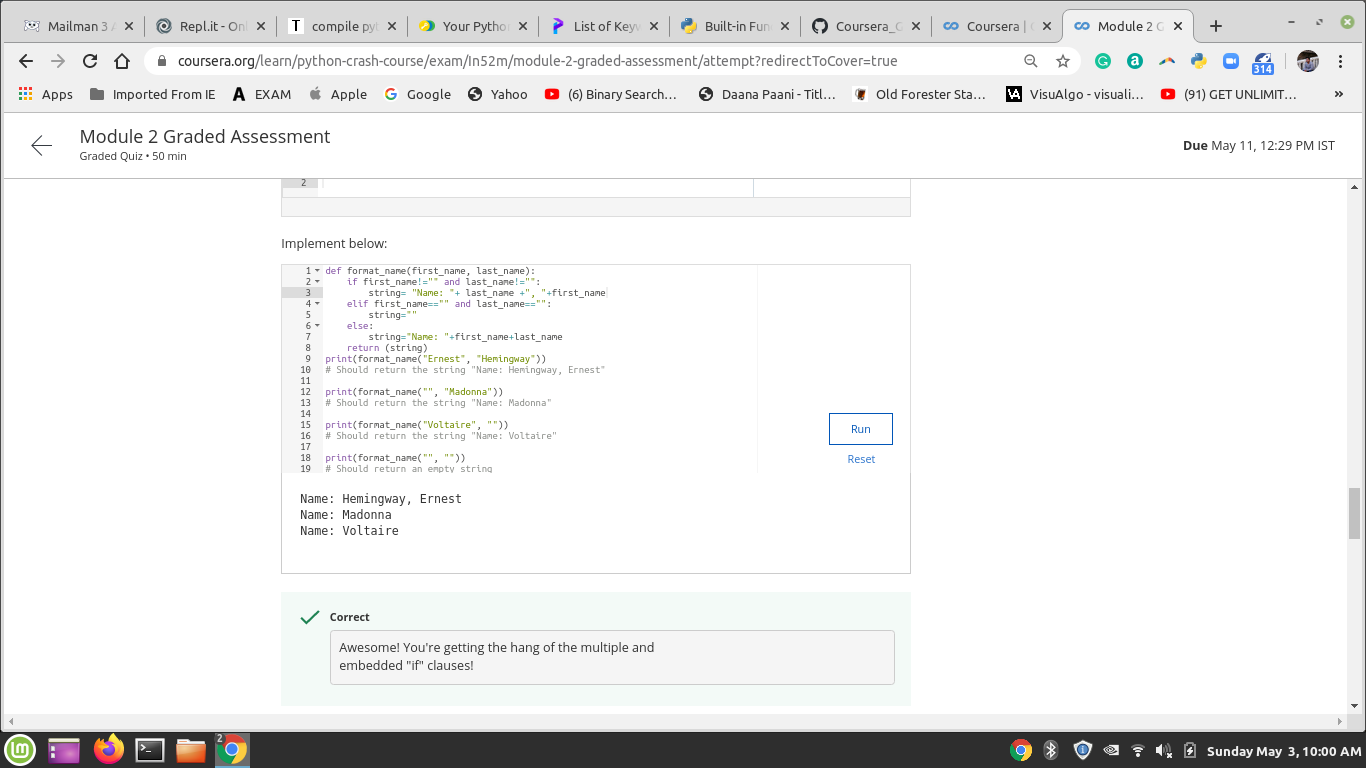 Mailman 3 A
Repl.it - Onl
compile pyt
Your Python
List of Keyw
Built-in Fun
Coursera_G
Coursera | O
Module 2 G
coursera.org/learn/python-crash-course/exam/In52m/module-2-graded-assessment/attempt?redirectToCover=true
314
Apps
Imported From IE
EXAM
Apple
Google
Yahoo
(6) Binary Search...
Daana Paani - Titl...
Old Forester Sta...
VisuAlgo - visuali...
(91) GET UNLIMIT...
»
Module 2 Graded Assessment
Graded Quiz • 50 min
Due May 11, 12:29 PM IST
2
Implement below:
1 def format_name(first_name, last_name):
2 if first_name!="" and last_name!="":
3 string= "Name: "+ last_name +", "+first_name
4 elif first_name=="" and last_name=="":
5 string=""
6 else:
7 string="Name: "+first_name+last_name
8 return (string)
9 print(format_name("Ernest", "Hemingway"))
10 # Should return the string "Name: Hemingway, Ernest"
11
12 print(format_name("", "Madonna"))
13 # Should return the string "Name: Madonna"
14
15 print(format_name("Voltaire", ""))
16 # Should return the string "Name: Voltaire"
17
18 print(format_name("", ""))
19 # Should return an empty string
Run
Reset
Name: Hemingway, Ernest
Name: Madonna
Name: Voltaire
Correct
Awesome! You're getting the hang of the multiple and
embedded "if" clauses!
2
Sunday May 3, 10:00 AM